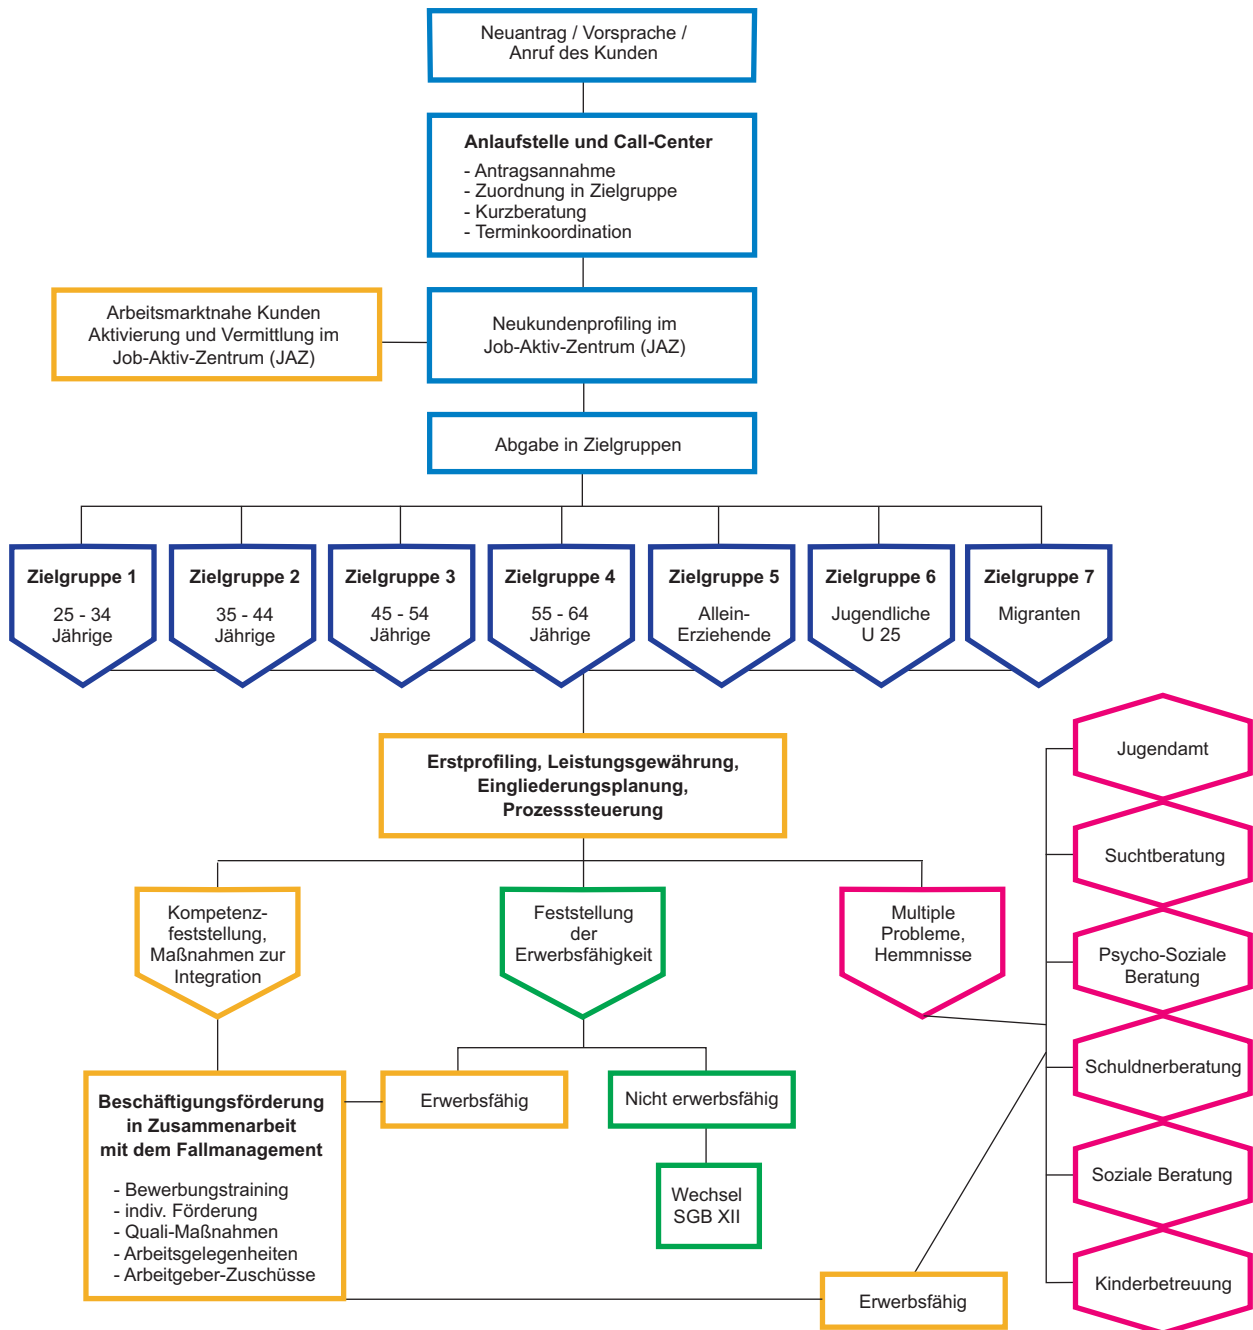 Neuantrag / Vorsprache /
Anruf des Kunden
Anlaufstelle und Call-Center
- Antragsannahme
- Zuordnung in Zielgruppe
- Kurzberatung
- Terminkoordination
Arbeitsmarktnahe Kunden
Aktivierung und Vermittlung im
Job-Aktiv-Zentrum (JAZ)
Neukundenprofiling im
Job-Aktiv-Zentrum (JAZ)
Abgabe in Zielgruppen
Zielgruppe 1
25 - 34
Jährige
Zielgruppe 2
35 - 44
Jährige
Zielgruppe 3
45 - 54
Jährige
Zielgruppe 4
55 - 64
Jährige
Zielgruppe 5
Allein-
Erziehende
Zielgruppe 6
Jugendliche
U 25
Zielgruppe 7
Migranten
Erstprofiling, Leistungsgewährung,
Eingliederungsplanung,
Prozesssteuerung
Kompetenz-
feststellung,
Maßnahmen zur
Integration
Feststellung
der
Erwerbsfähigkeit
Multiple
Probleme,
Hemmnisse
Jugendamt
Suchtberatung
Psycho-Soziale
Beratung
Schuldnerberatung
Soziale Beratung
Kinderbetreuung
Beschäftigungsförderung
in Zusammenarbeit
mit dem Fallmanagement
- Bewerbungstraining
- indiv. Förderung
- Quali-Maßnahmen
- Arbeitsgelegenheiten
- Arbeitgeber-Zuschüsse
Erwerbsfähig
Nicht erwerbsfähig
Wechsel
SGB XII
Erwerbsfähig